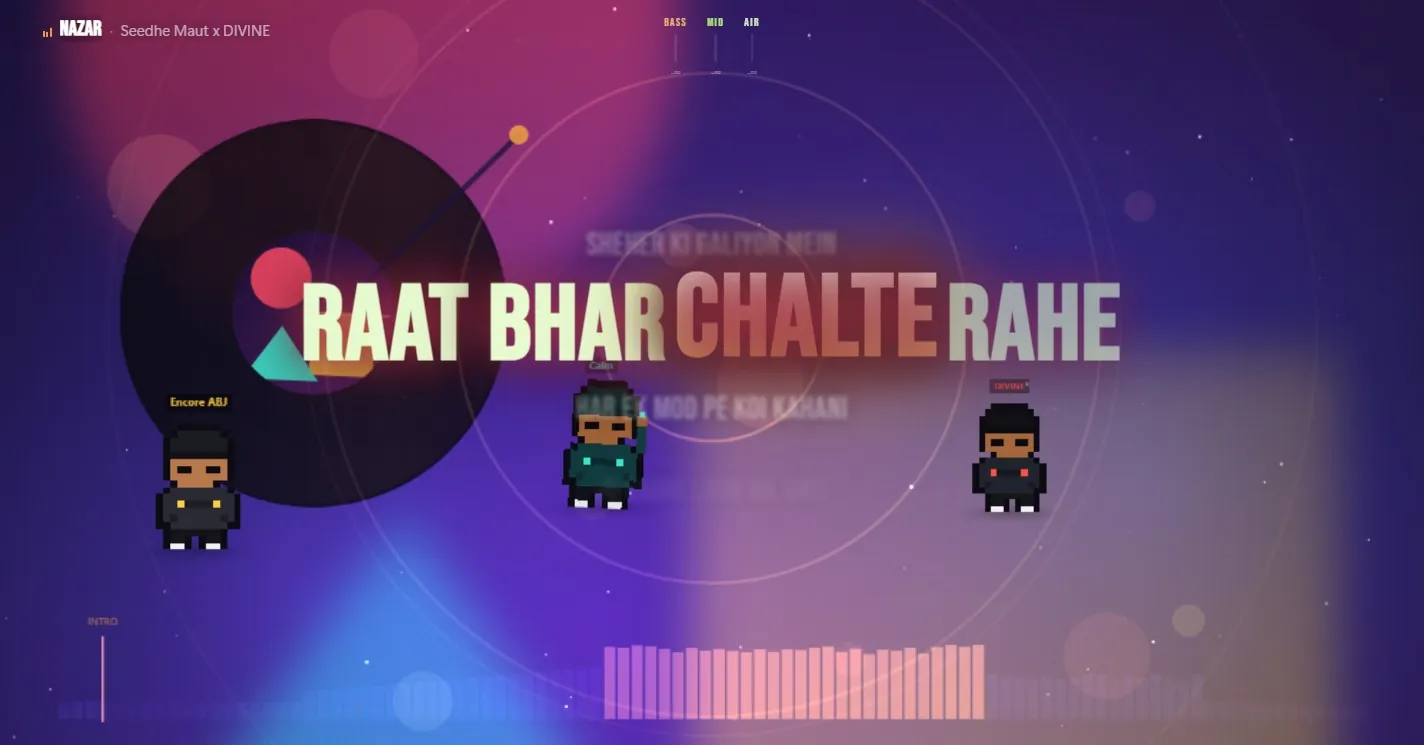 NAZAR · Seedhe Maut x DIVINE
BASS MID AIR
SHEHER KI GALIYON MEIN
RAAT BHAR CHALTE RAHE
Encore ABJ
Calm
DIVINE
HAR EK MOD PE KOI KAHANI
INTRO